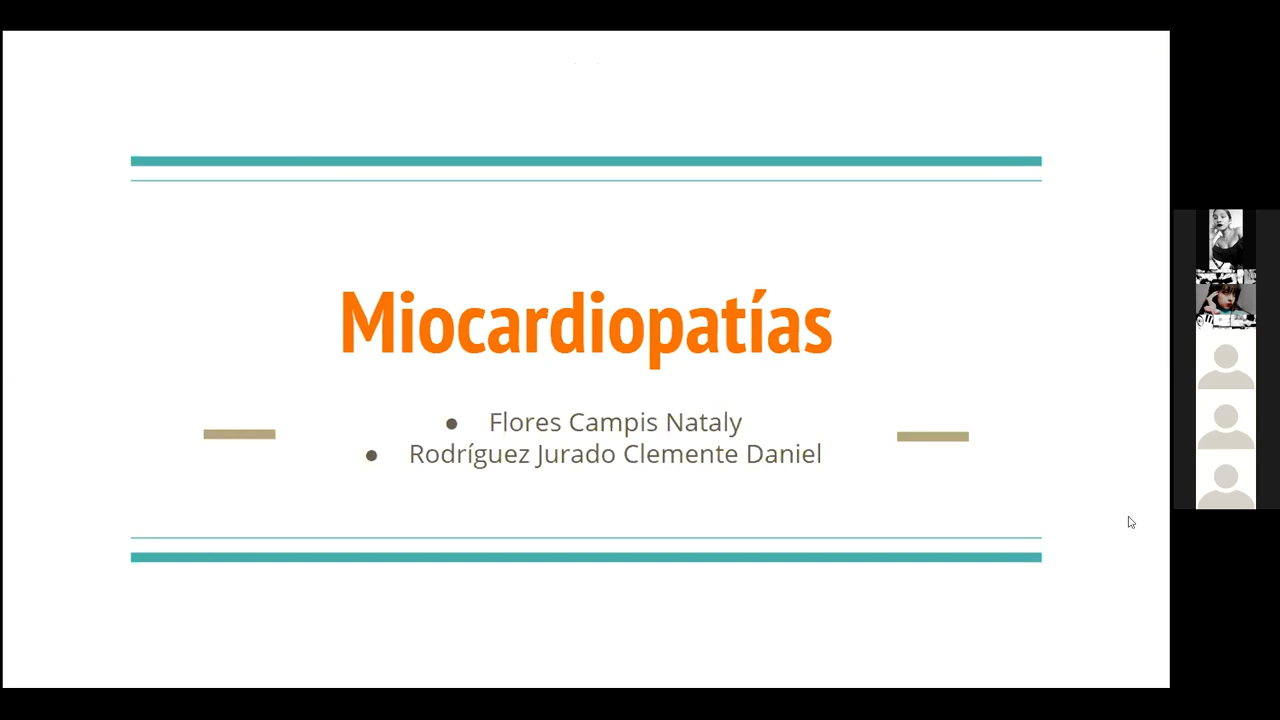 Miocardiopatías
● Flores Campis Nataly
● Rodríguez Jurado Clemente Daniel